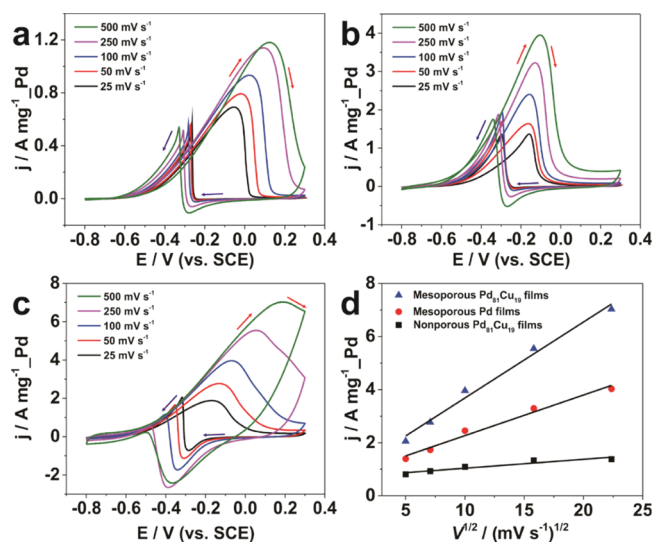 a
500 mV s⁻¹
250 mV s⁻¹
100 mV s⁻¹
50 mV s⁻¹
25 mV s⁻¹
j / A mg⁻¹_Pd
1.2
0.8
0.4
0.0
-0.8 -0.6 -0.4 -0.2 0.0 0.2 0.4
E / V (vs. SCE)
b
500 mV s⁻¹
250 mV s⁻¹
100 mV s⁻¹
50 mV s⁻¹
25 mV s⁻¹
j / A mg⁻¹_Pd
4
3
2
1
0
-1
-0.8 -0.6 -0.4 -0.2 0.0 0.2 0.4
E / V (vs. SCE)
c
500 mV s⁻¹
250 mV s⁻¹
100 mV s⁻¹
50 mV s⁻¹
25 mV s⁻¹
j / A mg⁻¹_Pd
8
6
4
2
0
-2
-0.8 -0.6 -0.4 -0.2 0.0 0.2 0.4
E / V (vs. SCE)
d
Mesoporous Pd₈₁Cu₁₉ films
Mesoporous Pd films
Nonporous Pd₈₁Cu₁₉ films
j / A mg⁻¹_Pd
8
6
4
2
0
5 10 15 20 25
V¹ᐟ² / (mV s⁻¹)¹ᐟ²